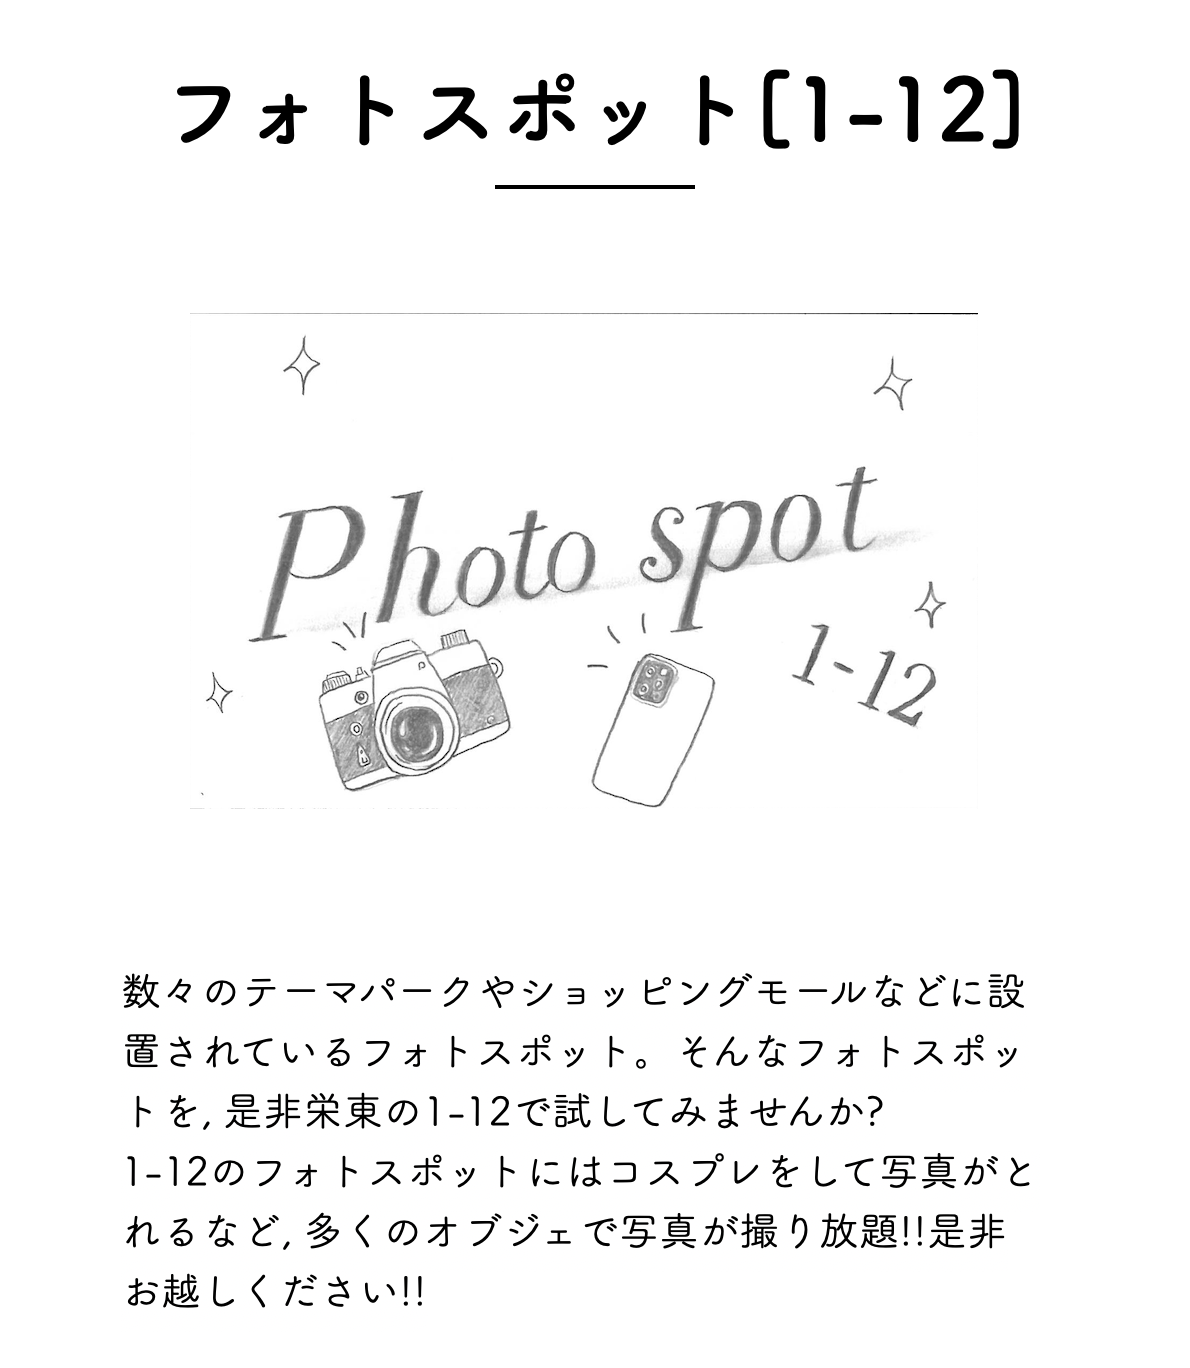 フォトスポット[1-12]
Photo spot
1-12
数々のテーマパークやショッピングモールなどに設
置されているフォトスポット。そんなフォトスポッ
トを, 是非栄東の1-12で試してみませんか?
1-12のフォトスポットにはコスプレをして写真がと
れるなど, 多くのオブジェで写真が撮り放題!!是非
お越しください!!